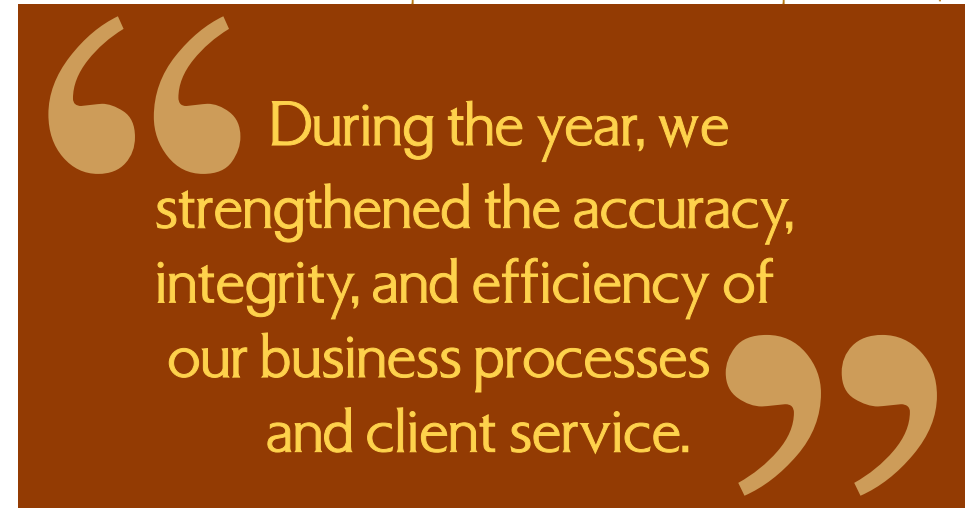 “During the year, we
strengthened the accuracy,
integrity, and efficiency of
our business processes
and client service.”